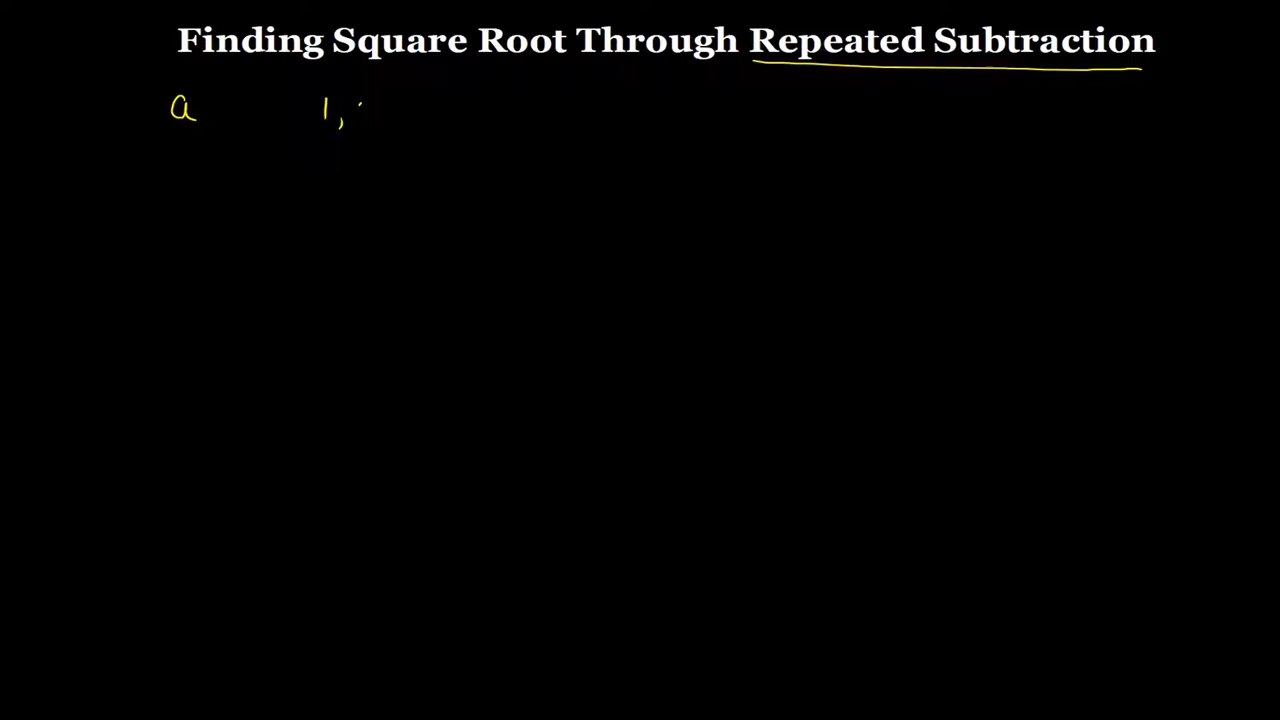 Finding Square Root Through Repeated Subtraction
a 1,